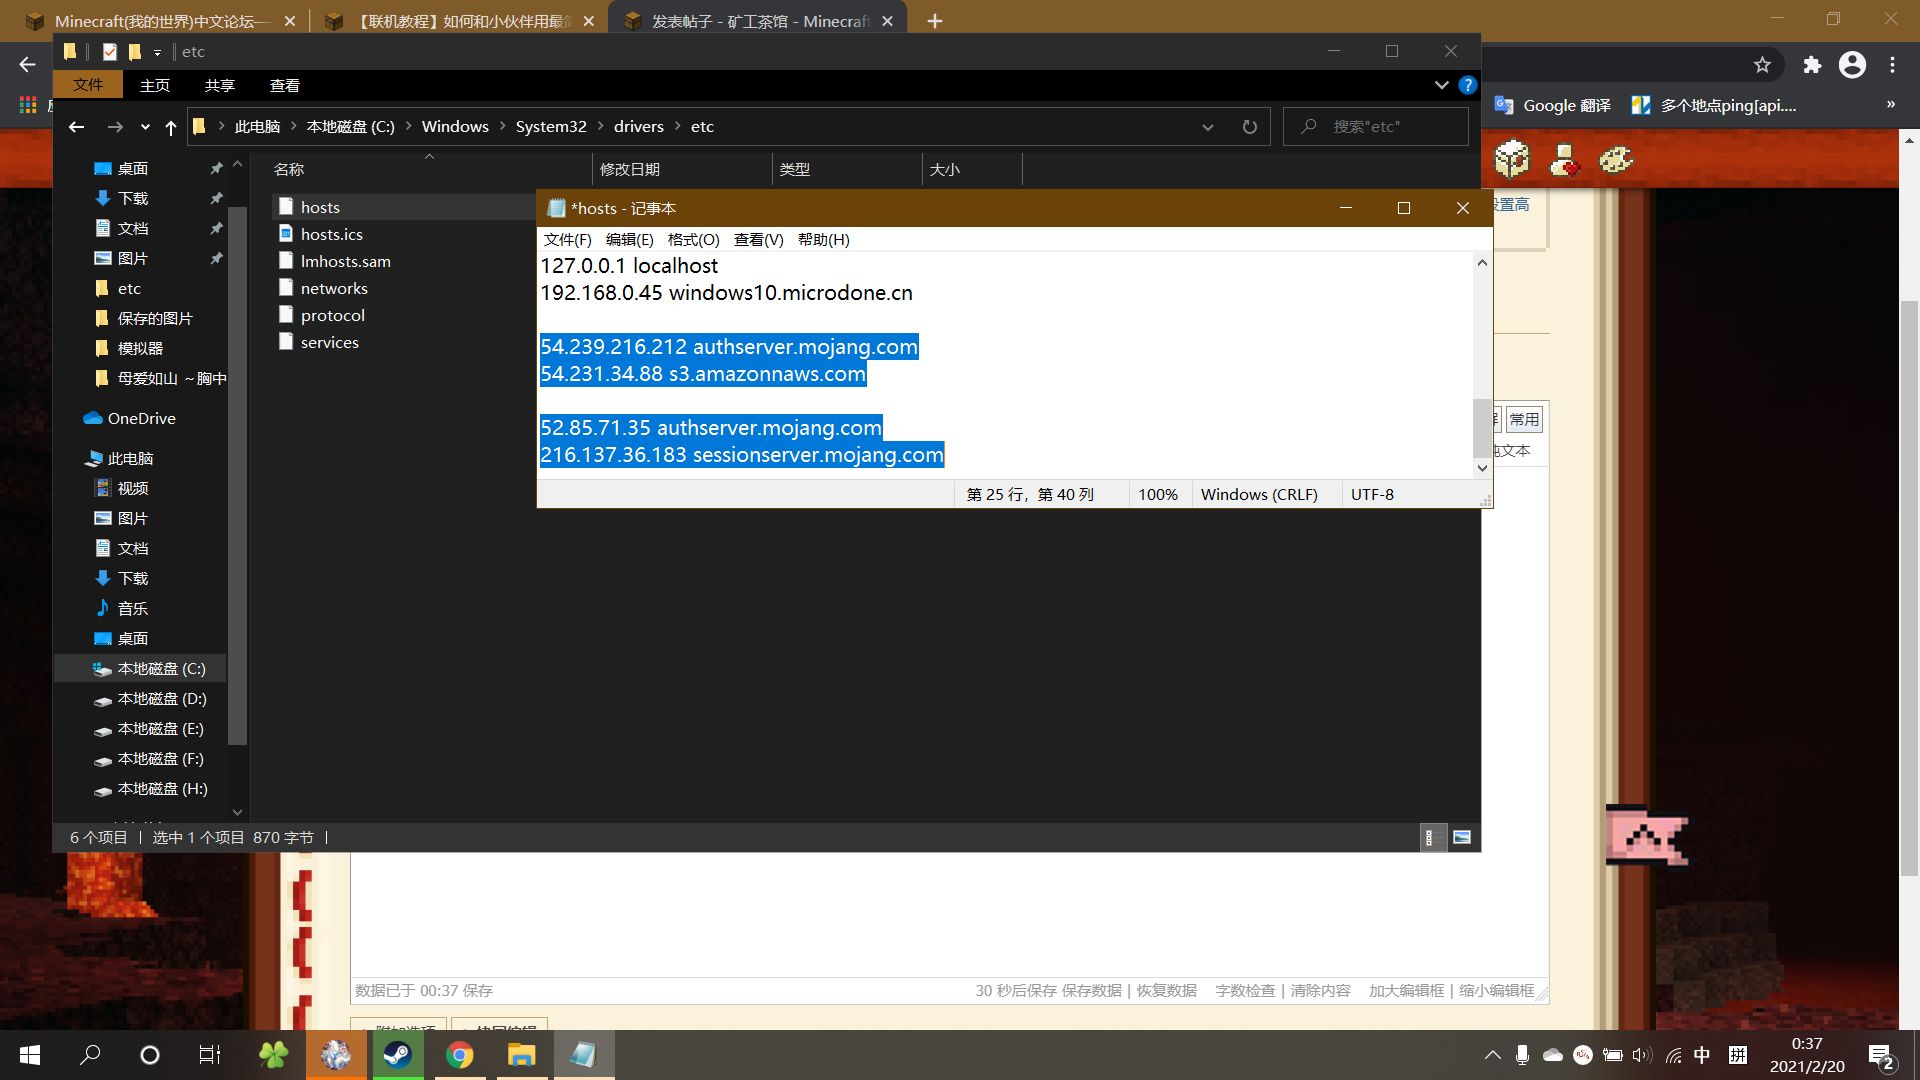 Minecraft(我的世界)中文论坛—
【联机教程】如何和小伙伴用最简
发表帖子 - 矿工茶馆 - Minecraft
etc
文件 主页 共享 查看
Google 翻译 多个地点ping[api....
此电脑 本地磁盘 (C:) Windows System32 drivers etc
搜索"etc"
名称 修改日期 类型 大小
桌面
下载
文档
图片
etc
保存的图片
模拟器
母爱如山 ～胸中
OneDrive
此电脑
视频
图片
文档
下载
音乐
桌面
本地磁盘 (C:)
本地磁盘 (D:)
本地磁盘 (E:)
本地磁盘 (F:)
本地磁盘 (H:)
hosts
hosts.ics
lmhosts.sam
networks
protocol
services
*hosts - 记事本
文件(F) 编辑(E) 格式(O) 查看(V) 帮助(H)
127.0.0.1 localhost
192.168.0.45 windows10.microdone.cn
54.239.216.212 authserver.mojang.com
54.231.34.88 s3.amazonnaws.com
52.85.71.35 authserver.mojang.com
216.137.36.183 sessionserver.mojang.com
第 25 行，第 40 列 100% Windows (CRLF) UTF-8
设置高
常用
纯文本
6 个项目 选中 1 个项目 870 字节
数据已于 00:37 保存
30 秒后保存 保存数据 | 恢复数据 字数检查 | 清除内容 加大编辑框 | 缩小编辑框
附加选项
中 拼
0:37
2021/2/20
2